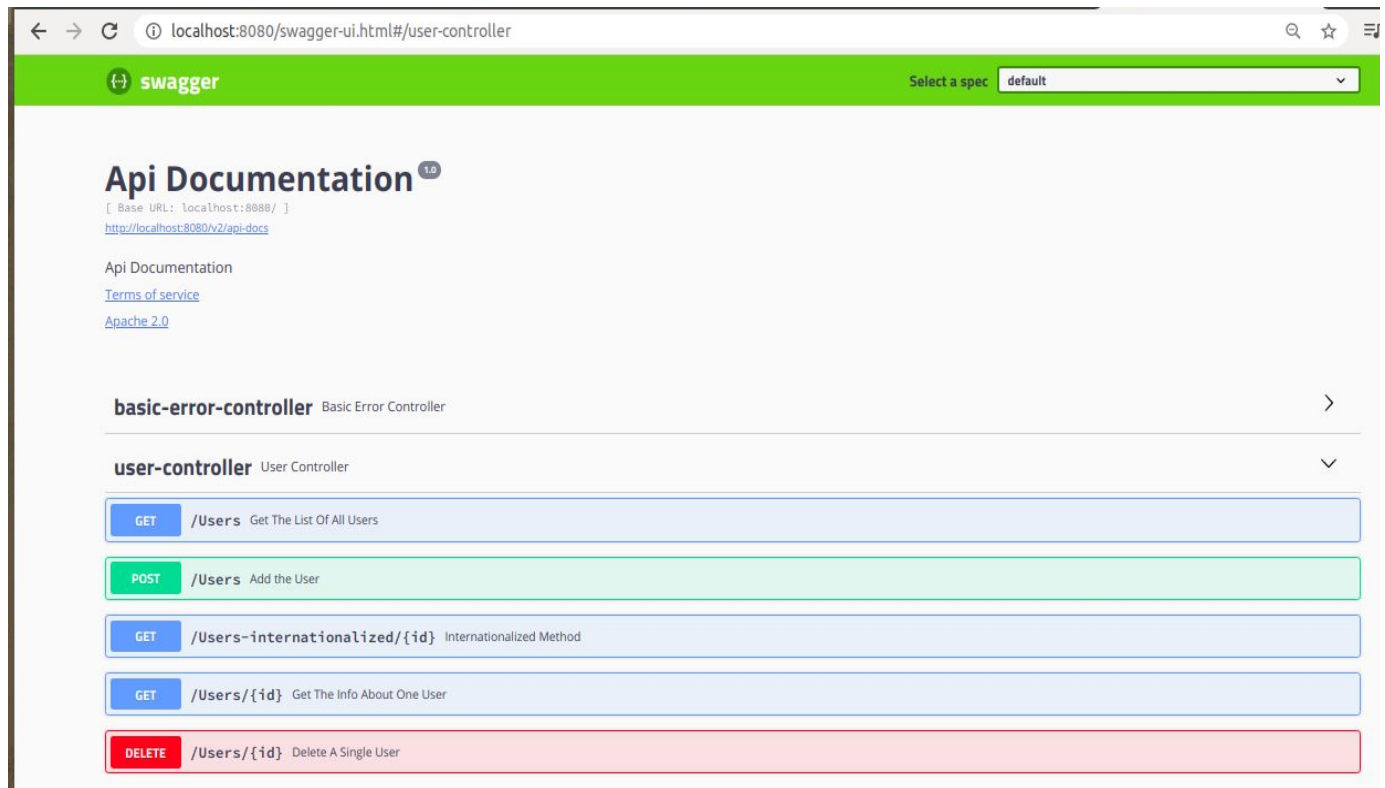 localhost:8080/swagger-ui.html#/user-controller
swagger Select a spec default
Api Documentation 1.0
[ Base URL: localhost:8080/ ]
http://localhost:8080/v2/api-docs
Api Documentation
Terms of service
Apache 2.0
basic-error-controller Basic Error Controller
user-controller User Controller
GET /Users Get The List Of All Users
POST /Users Add the User
GET /Users-internationalized/{id} Internationalized Method
GET /Users/{id} Get The Info About One User
DELETE /Users/{id} Delete A Single User